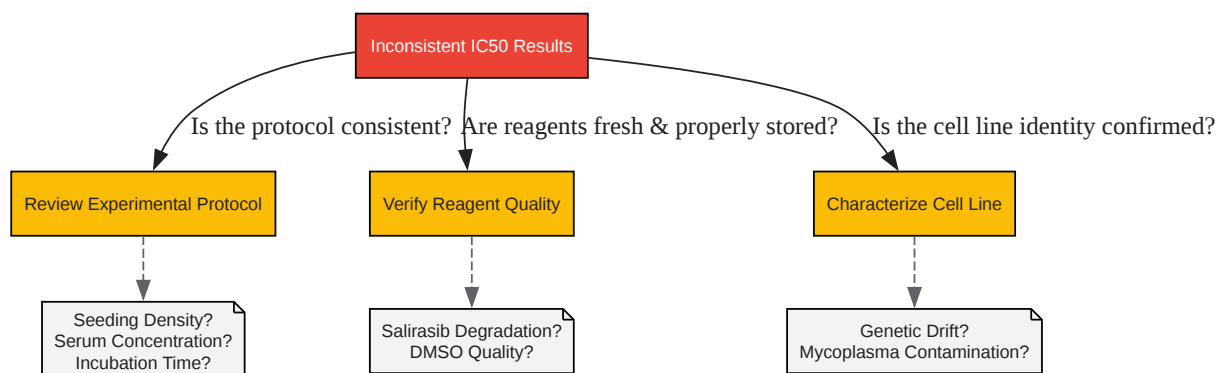 Inconsistent IC50 Results
Is the protocol consistent?
Are reagents fresh & properly stored?
Is the cell line identity confirmed?
Review Experimental Protocol
Verify Reagent Quality
Characterize Cell Line
Seeding Density?
Serum Concentration?
Incubation Time?
Salirasib Degradation?
DMSO Quality?
Genetic Drift?
Mycoplasma Contamination?